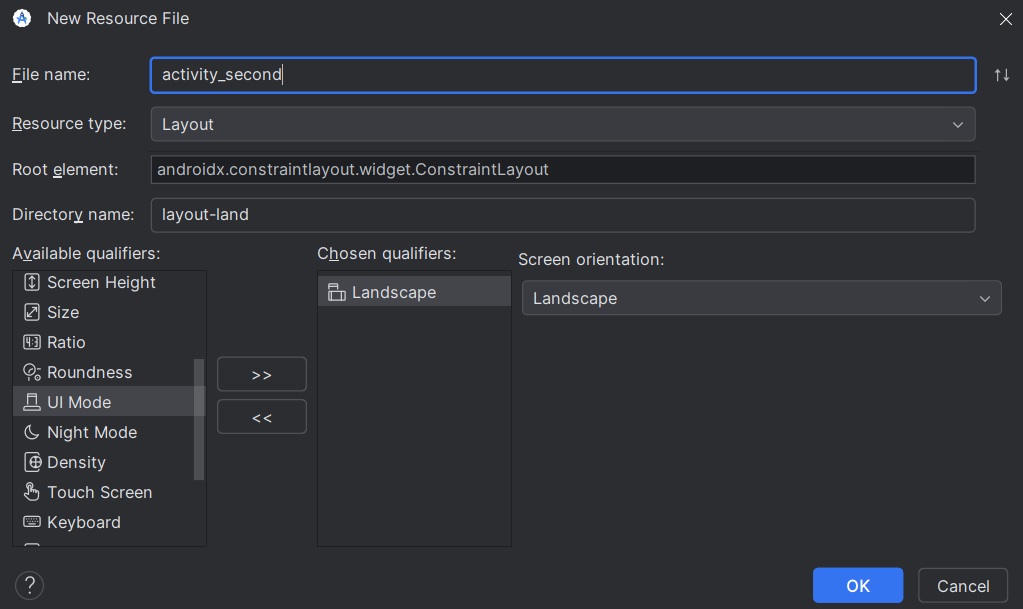 New Resource File
File name: activity_second
Resource type: Layout
Root element: androidx.constraintlayout.widget.ConstraintLayout
Directory name: layout-land
Available qualifiers:
Screen Height
Size
Ratio
Roundness
UI Mode
Night Mode
Density
Touch Screen
Keyboard
>>
<<
Chosen qualifiers:
Landscape
Screen orientation:
Landscape
?
OK
Cancel